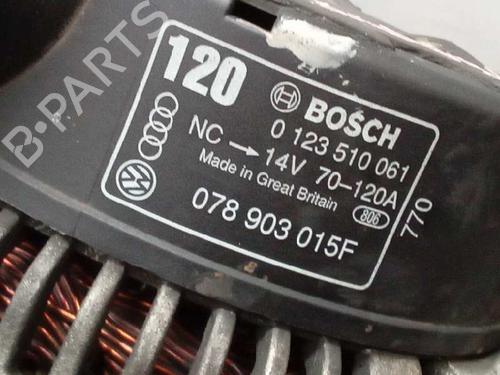 B-PARTS
120
BOSCH
0 123 510 061
NC → 14V 70-120A
Made in Great Britain
806
770
078 903 015F